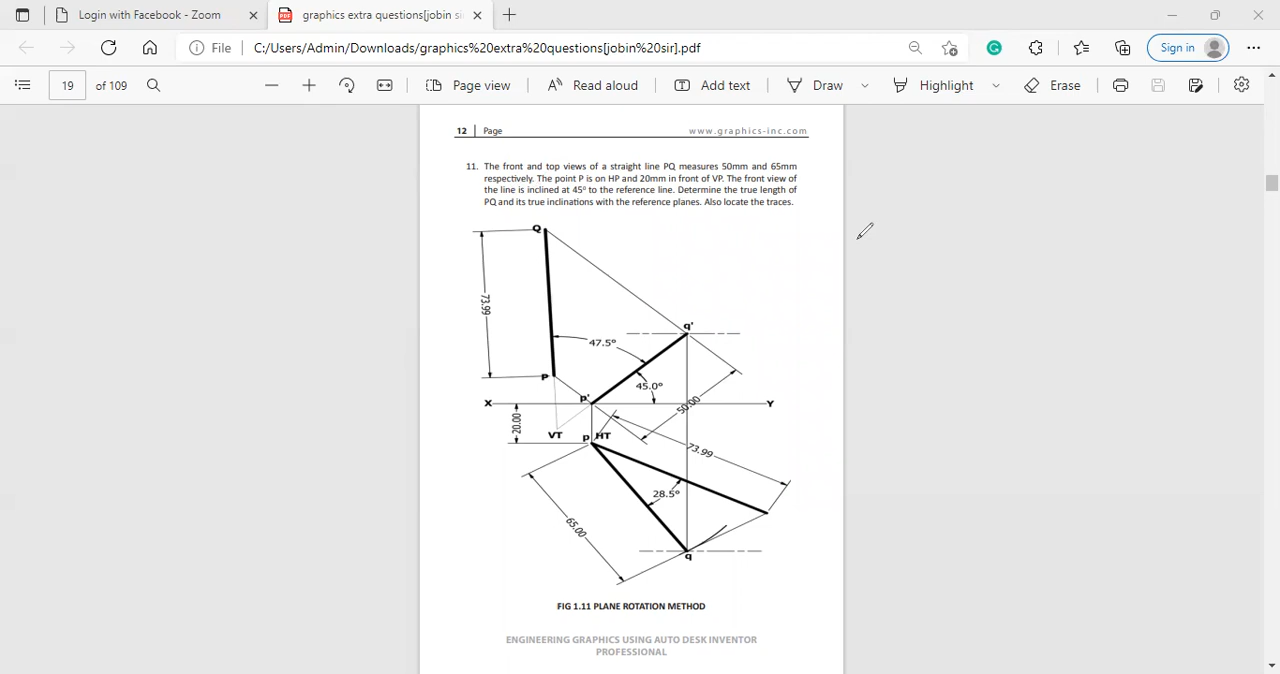 Login with Facebook - Zoom
graphics extra questions[jobin si
File
C:/Users/Admin/Downloads/graphics%20extra%20questions[jobin%20sir].pdf
Sign in
19 of 109
Page view
Read aloud
Add text
Draw
Highlight
Erase
12 | Page
www.graphics-inc.com
11. The front and top views of a straight line PQ measures 50mm and 65mm
respectively. The point P is on HP and 20mm in front of VP. The front view of
the line is inclined at 45° to the reference line. Determine the true length of
PQ and its true inclinations with the reference planes. Also locate the traces.
Q
73.99
q'
47.5°
P
45.0°
p'
X
Y
50.00
20.00
VT
p
HT
73.99
28.5°
65.00
q
FIG 1.11 PLANE ROTATION METHOD
ENGINEERING GRAPHICS USING AUTO DESK INVENTOR
PROFESSIONAL